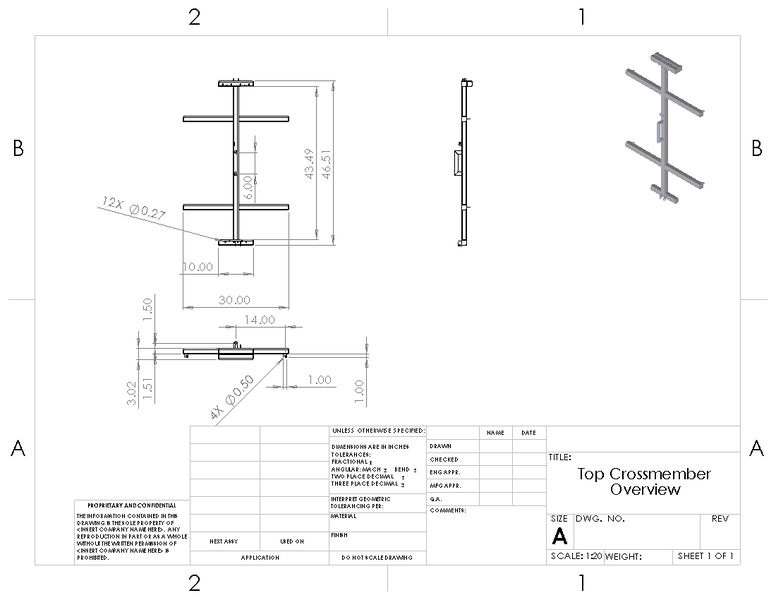 2
1
B
B
43.49
46.51
6.00
12X Ø0.27
10.00
30.00
1.50
14.00
3.02
1.51
4X Ø0.50
1.00
1.00
A
A
UNLESS OTHERWISE SPECIFIED:
NAME
DATE
DIMENSIONS ARE IN INCHES
TOLERANCES:
FRACTIONAL ±
ANGULAR: MACH ± BEND ±
TWO PLACE DECIMAL ±
THREE PLACE DECIMAL ±
DRAWN
CHECKED
ENG APPR.
MFG APPR.
Q.A.
COMMENTS:
INTERPRET GEOMETRIC
TOLERANCING PER:
MATERIAL
FINISH
DO NOT SCALE DRAWING
TITLE:
Top Crossmember
Overview
SIZE
DWG. NO.
REV
A
SCALE: 1:20
WEIGHT:
SHEET 1 OF 1
PROPRIETARY AND CONFIDENTIAL
THE INFORMATION CONTAINED IN THIS
DRAWING IS THE SOLE PROPERTY OF
<INSERT COMPANY NAME HERE>. ANY
REPRODUCTION IN PART OR AS A WHOLE
WITHOUT THE WRITTEN PERMISSION OF
<INSERT COMPANY NAME HERE> IS
PROHIBITED.
NEXT ASSY
USED ON
APPLICATION
2
1